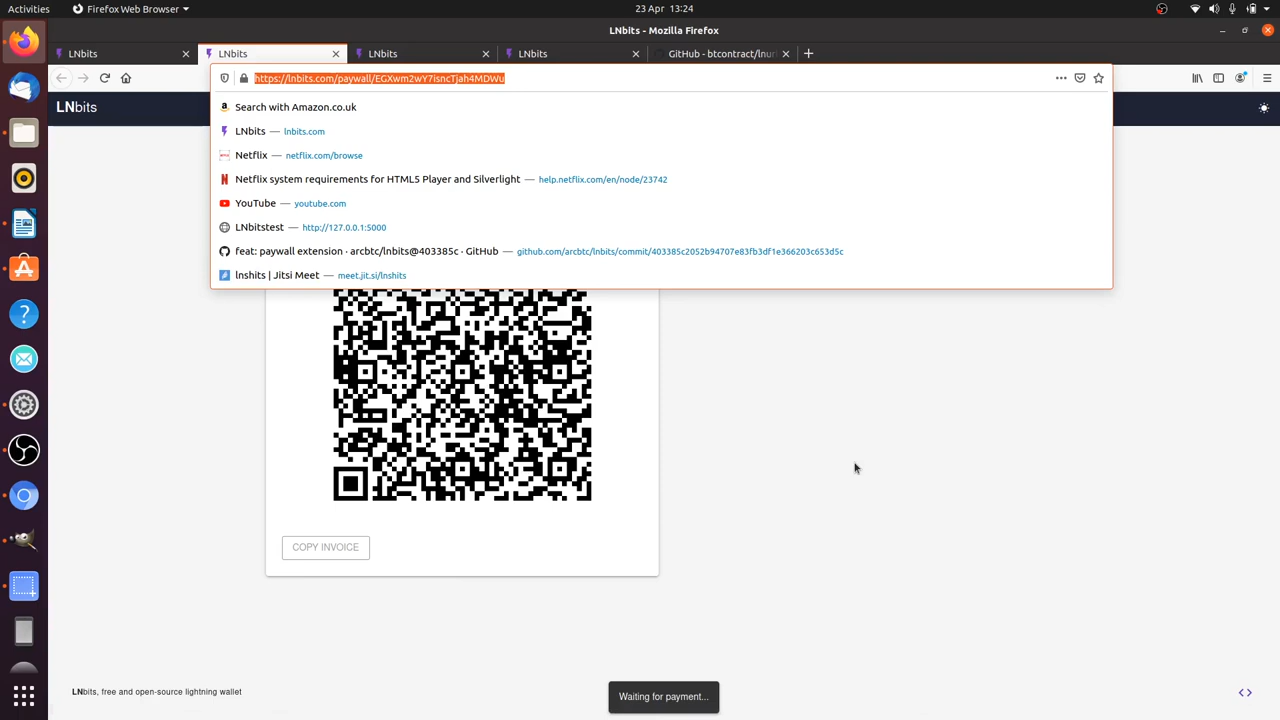 Activities
Firefox Web Browser
23 Apr 13:24
LNbits - Mozilla Firefox
LNbits
LNbits
LNbits
LNbits
GitHub - btcontract/lnurl
https://lnbits.com/paywall/EGXwm2wY7isncTjah4MDWu
LNbits
Search with Amazon.co.uk
LNbits — lnbits.com
Netflix — netflix.com/browse
Netflix system requirements for HTML5 Player and Silverlight — help.netflix.com/en/node/23742
YouTube — youtube.com
LNbitstest — http://127.0.0.1:5000
feat: paywall extension · arcbtc/lnbits@403385c · GitHub — github.com/arcbtc/lnbits/commit/403385c2052b94707e83fb3df1e366203c653d5c
lnshits | Jitsi Meet — meet.jit.si/lnshits
COPY INVOICE
LNbits, free and open-source lightning wallet
Waiting for payment...